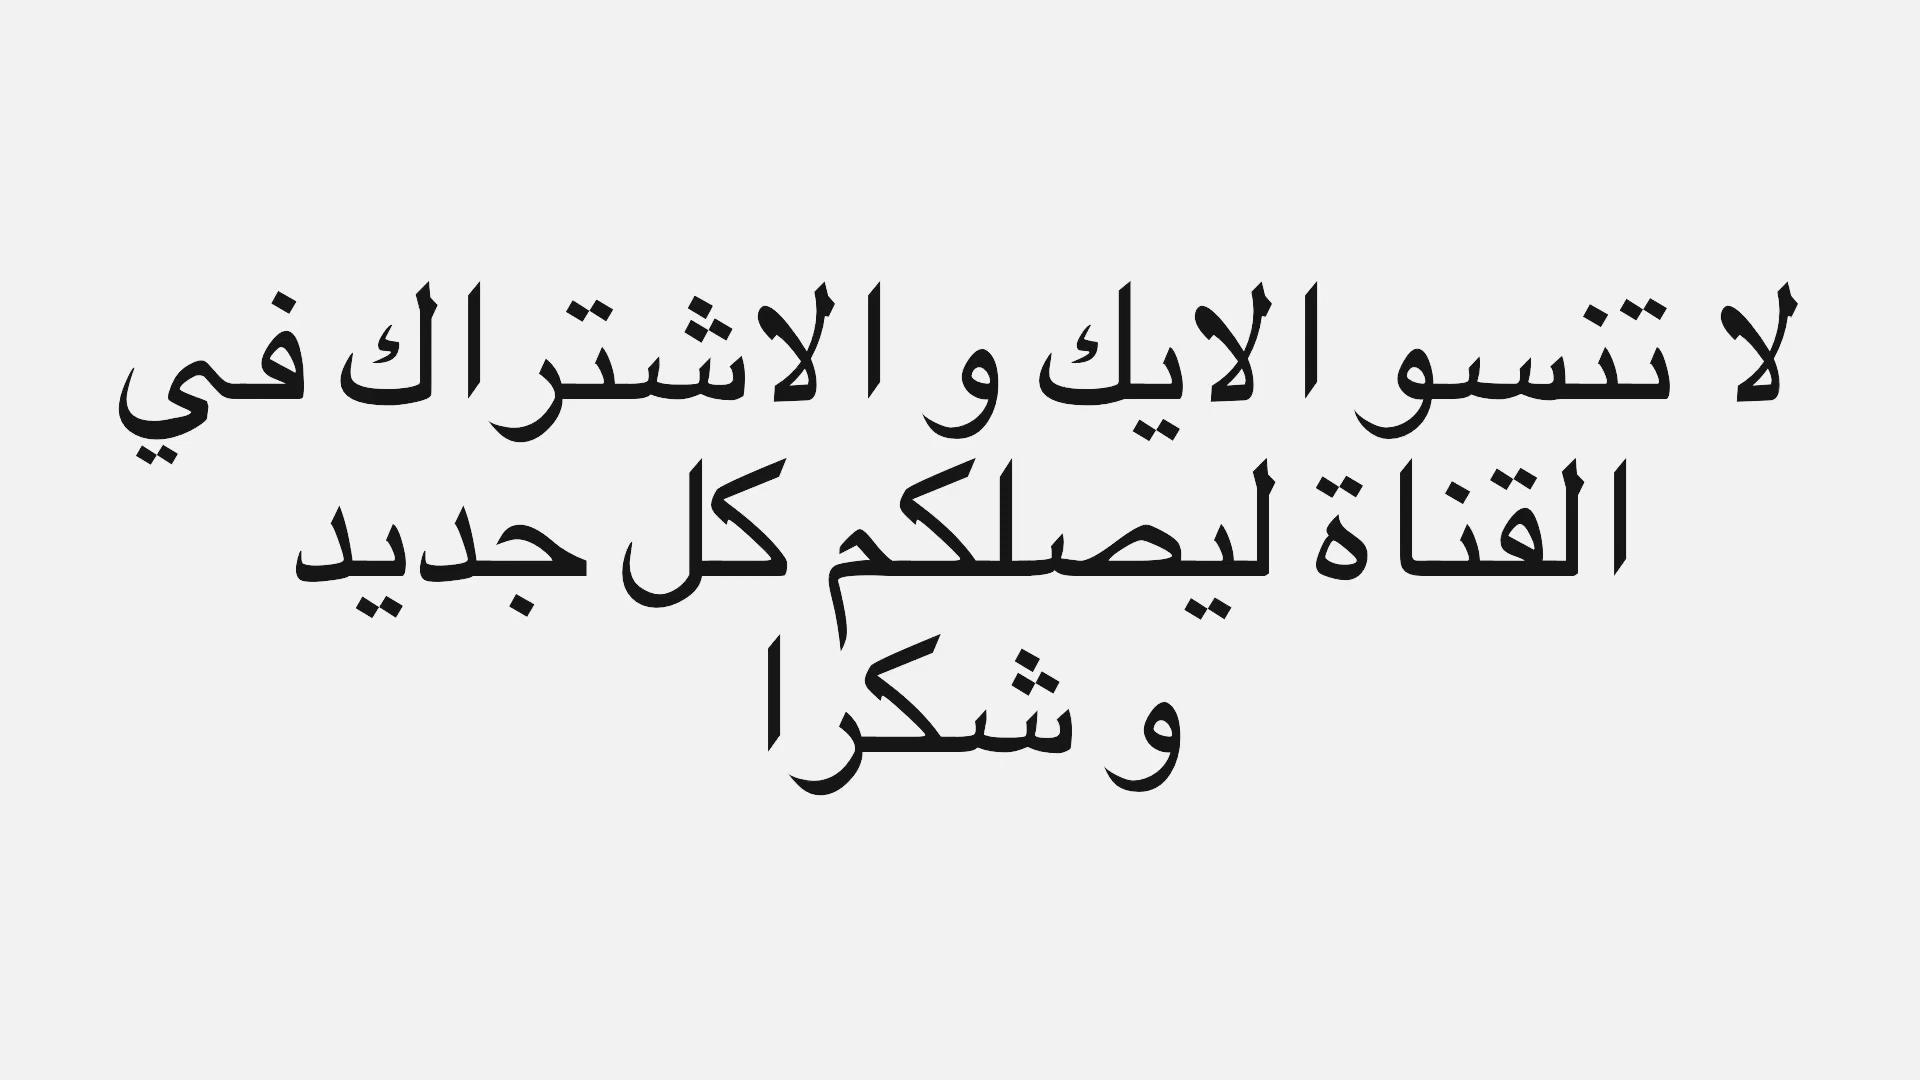 لا تنسو الايك و الاشتراك في
القناة ليصلكم كل جديد
و شكرا